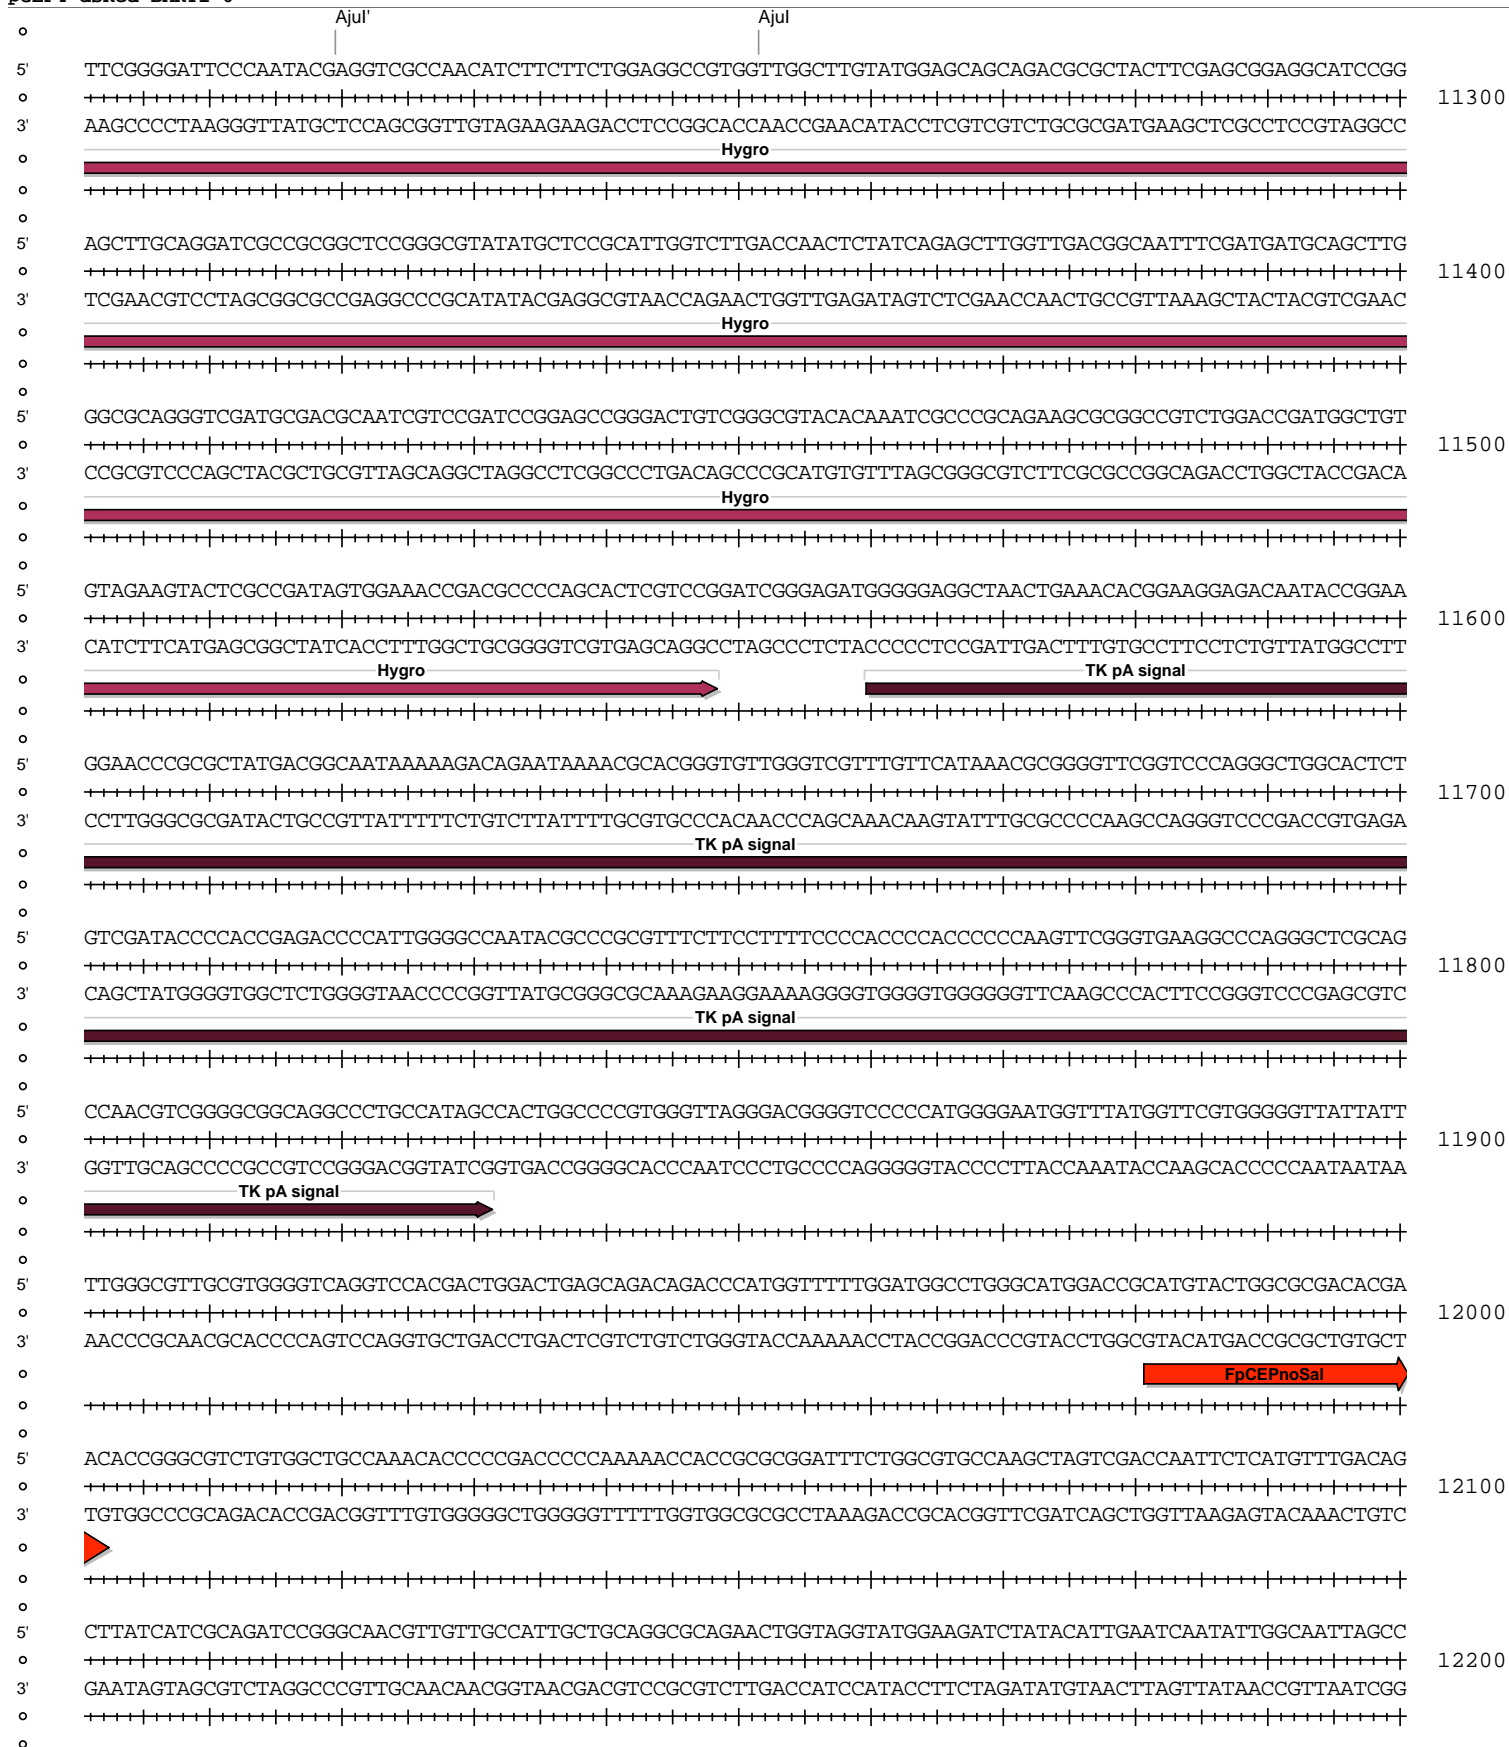 AjuI' AjuI
5' TTCGGGGATTCCCAATACGAGGTCGCCAACATCTTCTTCTGGAGGCCGTGGTTGGCTTGTATGGAGCAGCAGACGCGCTACTTCGAGCGGAGGCATCCGG
11300
3' AAGCCCCTAAGGGTTATGCTCCAGCGGTTGTAGAAGAAGACCTCCGGCACCAACCGAACATACCTCGTCGTCTGCGCGATGAAGCTCGCCTCCGTAGGCC
Hygro
5' AGCTTGCAGGATCGCCGCGGCTCCGGGCGTATATGCTCCGCATTGGTCTTGACCAACTCTATCAGAGCTTGGTTGACGGCAATTTCGATGATGCAGCTTG
11400
3' TCGAACGTCCTAGCGGCGCCGAGGCCCGCATATACGAGGCGTAACCAGAACTGGTTGAGATAGTCTCGAACCAACTGCCGTTAAAGCTACTACGTCGAAC
Hygro
5' GGCGCAGGGTCGATGCGACGCAATCGTCCGATCCGGAGCCGGGACTGTCGGGCGTACACAAATCGCCCGCAGAAGCGCGGCCGTCTGGACCGATGGCTGT
11500
3' CCGCGTCCCAGCTACGCTGCGTTAGCAGGCTAGGCCTCGGCCCTGACAGCCCGCATGTGTTTAGCGGGCGTCTTCGCGCCGGCAGACCTGGCTACCGACA
Hygro
5' GTAGAAGTACTCGCCGATAGTGGAAACCGACGCCCCAGCACTCGTCCGGATCGGGAGATGGGGGAGGCTAACTGAAACACGGAAGGAGACAATACCGGAA
11600
3' CATCTTCATGAGCGGCTATCACCTTTGGCTGCGGGGTCGTGAGCAGGCCTAGCCCTCTACCCCCTCCGATTGACTTTGTGCCTTCCTCTGTTATGGCCTT
Hygro TK pA signal
5' GGAACCCGCGCTATGACGGCAATAAAAAGACAGAATAAAACGCACGGGTGTTGGGTCGTTTGTTCATAAACGCGGGGTTCGGTCCCAGGGCTGGCACTCT
11700
3' CCTTGGGCGCGATACTGCCGTTATTTTTCTGTCTTATTTTGCGTGCCCACAACCCAGCAAACAAGTATTTGCGCCCCAAGCCAGGGTCCCGACCGTGAGA
TK pA signal
5' GTCGATACCCCACCGAGACCCCATTGGGGCCAATACGCCCGCGTTTCTTCCTTTTCCCCACCCCACCCCCCAAGTTCGGGTGAAGGCCCAGGGCTCGCAG
11800
3' CAGCTATGGGGTGGCTCTGGGGTAACCCCGGTTATGCGGGCGCAAAGAAGGAAAAGGGGTGGGGTGGGGGGTTCAAGCCCACTTCCGGGTCCCGAGCGTC
TK pA signal
5' CCAACGTCGGGGCGGCAGGCCCTGCCATAGCCACTGGCCCCGTGGGTTAGGGACGGGGTCCCCCATGGGGAATGGTTTATGGTTCGTGGGGGTTATTATT
11900
3' GGTTGCAGCCCCGCCGTCCGGGACGGTATCGGTGACCGGGGCACCCAATCCCTGCCCCAGGGGGTACCCCTTACCAAATACCAAGCACCCCCAATAATAA
TK pA signal
5' TTGGGCGTTGCGTGGGGTCAGGTCCACGACTGGACTGAGCAGACAGACCCATGGTTTTTGGATGGCCTGGGCATGGACCGCATGTACTGGCGCGACACGA
12000
3' AACCCGCAACGCACCCCAGTCCAGGTGCTGACCTGACTCGTCTGTCTGGGTACCAAAAACCTACCGGACCCGTACCTGGCGTACATGACCGCGCTGTGCT
FpCEPnoSal
5' ACACCGGGCGTCTGTGGCTGCCAAACACCCCCGACCCCCAAAAACCACCGCGCGGATTTCTGGCGTGCCAAGCTAGTCGACCAATTCTCATGTTTGACAG
12100
3' TGTGGCCCGCAGACACCGACGGTTTGTGGGGGCTGGGGGTTTTTGGTGGCGCGCCTAAAGACCGCACGGTTCGATCAGCTGGTTAAGAGTACAAACTGTC
5' CTTATCATCGCAGATCCGGGCAACGTTGTTGCCATTGCTGCAGGCGCAGAACTGGTAGGTATGGAAGATCTATACATTGAATCAATATTGGCAATTAGCC
12200
3' GAATAGTAGCGTCTAGGCCCGTTGCAACAACGGTAACGACGTCCGCGTCTTGACCATCCATACCTTCTAGATATGTAACTTAGTTATAACCGTTAATCGG